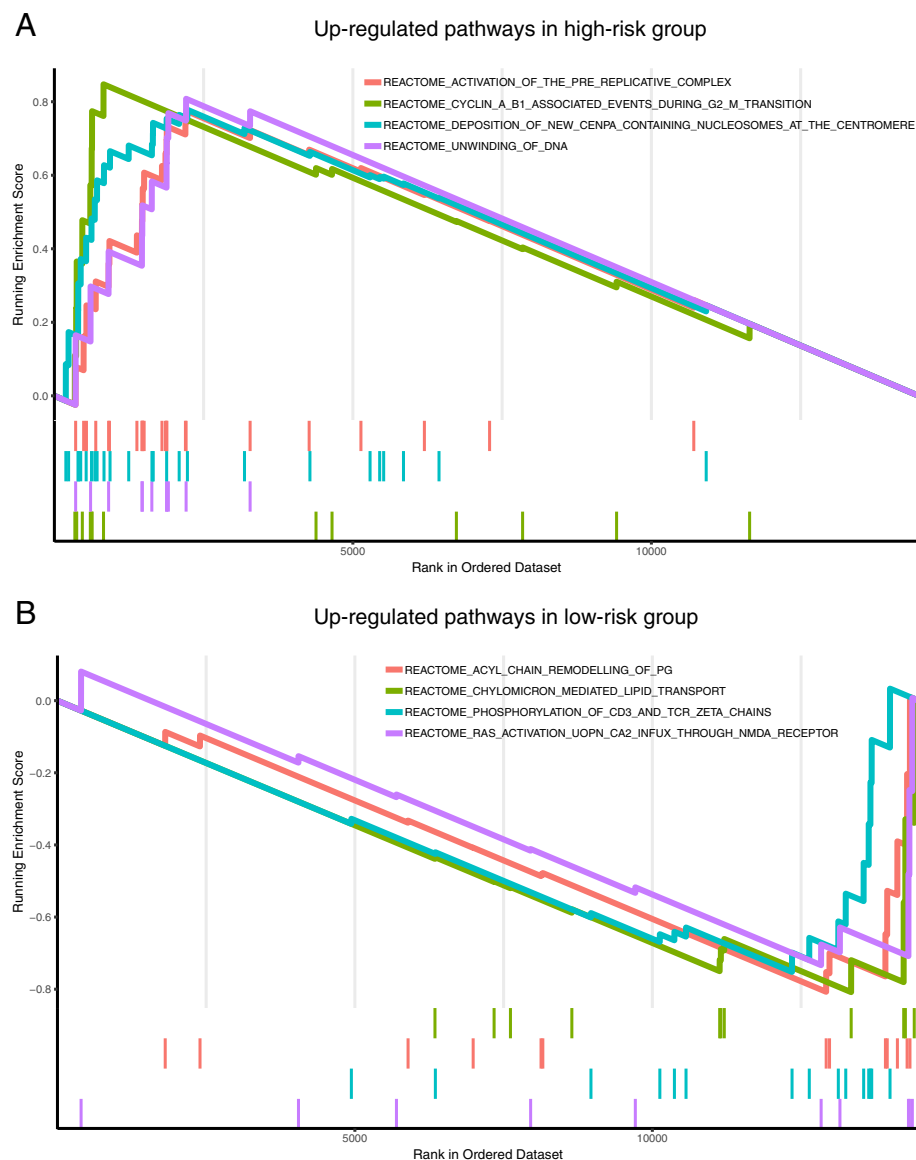 A
Up-regulated pathways in high-risk group
REACTOME_ACTIVATION_OF_THE_PRE_REPLICATIVE_COMPLEX
REACTOME_CYCLIN_A_B1_ASSOCIATED_EVENTS_DURING_G2_M_TRANSITION
REACTOME_DEPOSITION_OF_NEW_CENPA_CONTAINING_NUCLEOSOMES_AT_THE_CENTROMERE
REACTOME_UNWINDING_OF_DNA
Running Enrichment Score
0.8
0.6
0.4
0.2
0.0
5000
10000
Rank in Ordered Dataset
B
Up-regulated pathways in low-risk group
REACTOME_ACYL_CHAIN_REMODELLING_OF_PG
REACTOME_CHYLOMICRON_MEDIATED_LIPID_TRANSPORT
REACTOME_PHOSPHORYLATION_OF_CD3_AND_TCR_ZETA_CHAINS
REACTOME_RAS_ACTIVATION_UOPN_CA2_INFUX_THROUGH_NMDA_RECEPTOR
Running Enrichment Score
0.0
−0.2
−0.4
−0.6
−0.8
5000
10000
Rank in Ordered Dataset